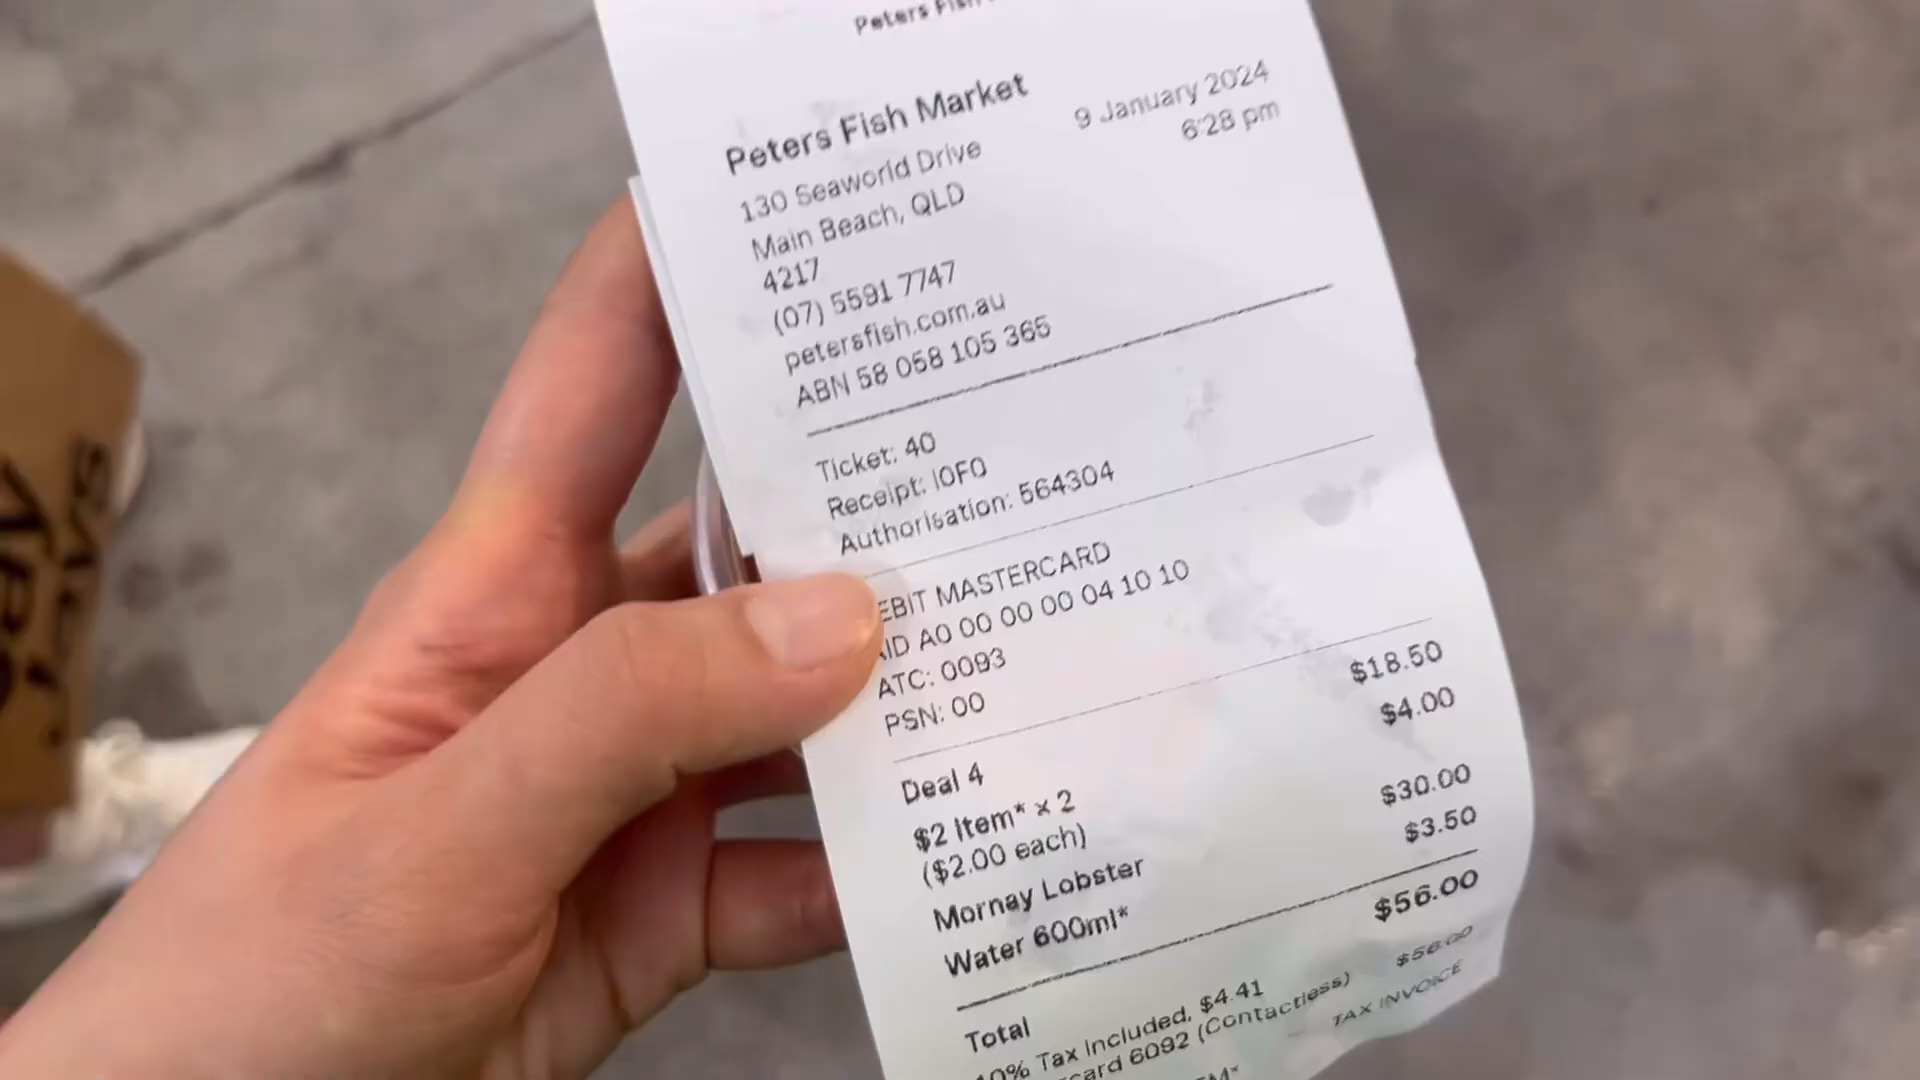 Peters Fish
Peters Fish Market
9 January 2024
130 Seaworld Drive
6:28 pm
Main Beach, QLD
4217
(07) 5591 7747
petersfish.com.au
ABN 58 058 105 365
Ticket: 40
Receipt: IOFO
Authorisation: 564304
EBIT MASTERCARD
AID A0 00 00 00 04 10 10
ATC: 0093
PSN: 00
Deal 4 $18.50
$2 Item* x 2 $4.00
($2.00 each)
Mornay Lobster $30.00
Water 600ml* $3.50
Total $56.00
10% Tax Included, $4.41
card 6092 (Contactless) $56.00
TAX INVOICE